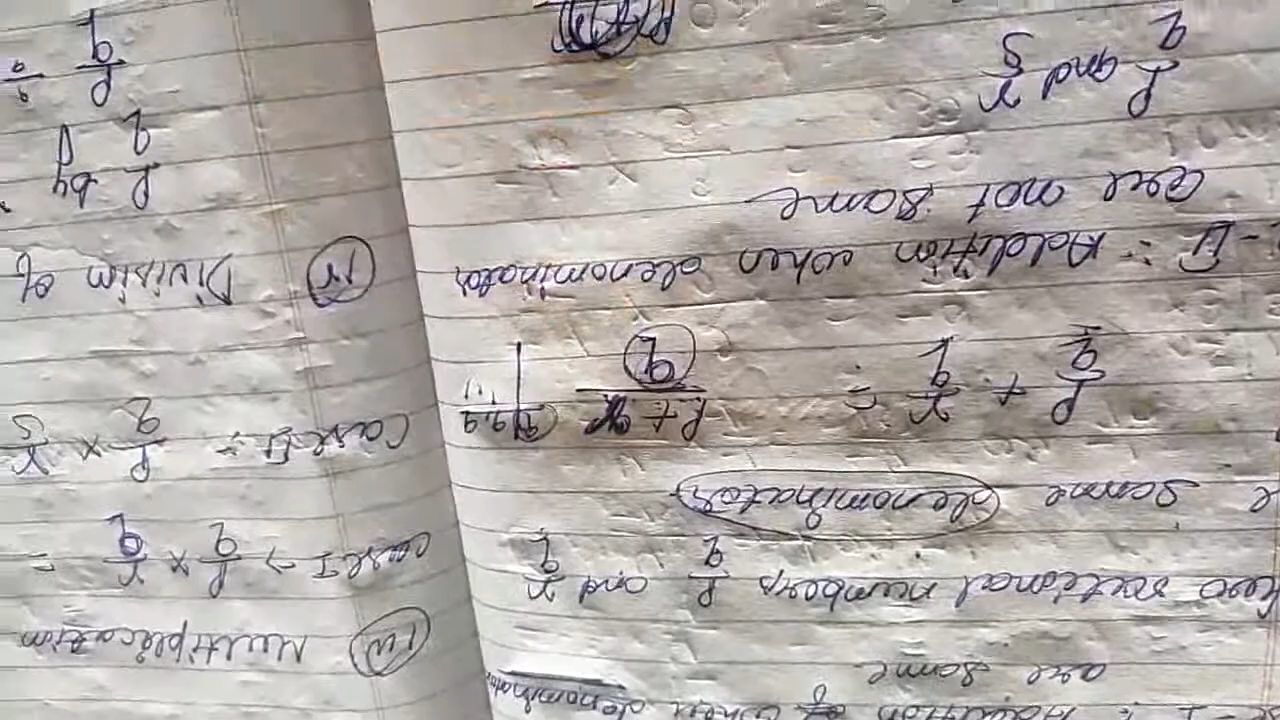 are same
two rational numbers p/q and r/q
same denominators
p/q + r/q = p + r/q
-II :- Addition when denominator
are not same
p/q and r/s
(iii) Multiplication
case I → p/q × r/q =
case II :- p/q × r/s
(iv) Division of
p/q by
p/q ÷